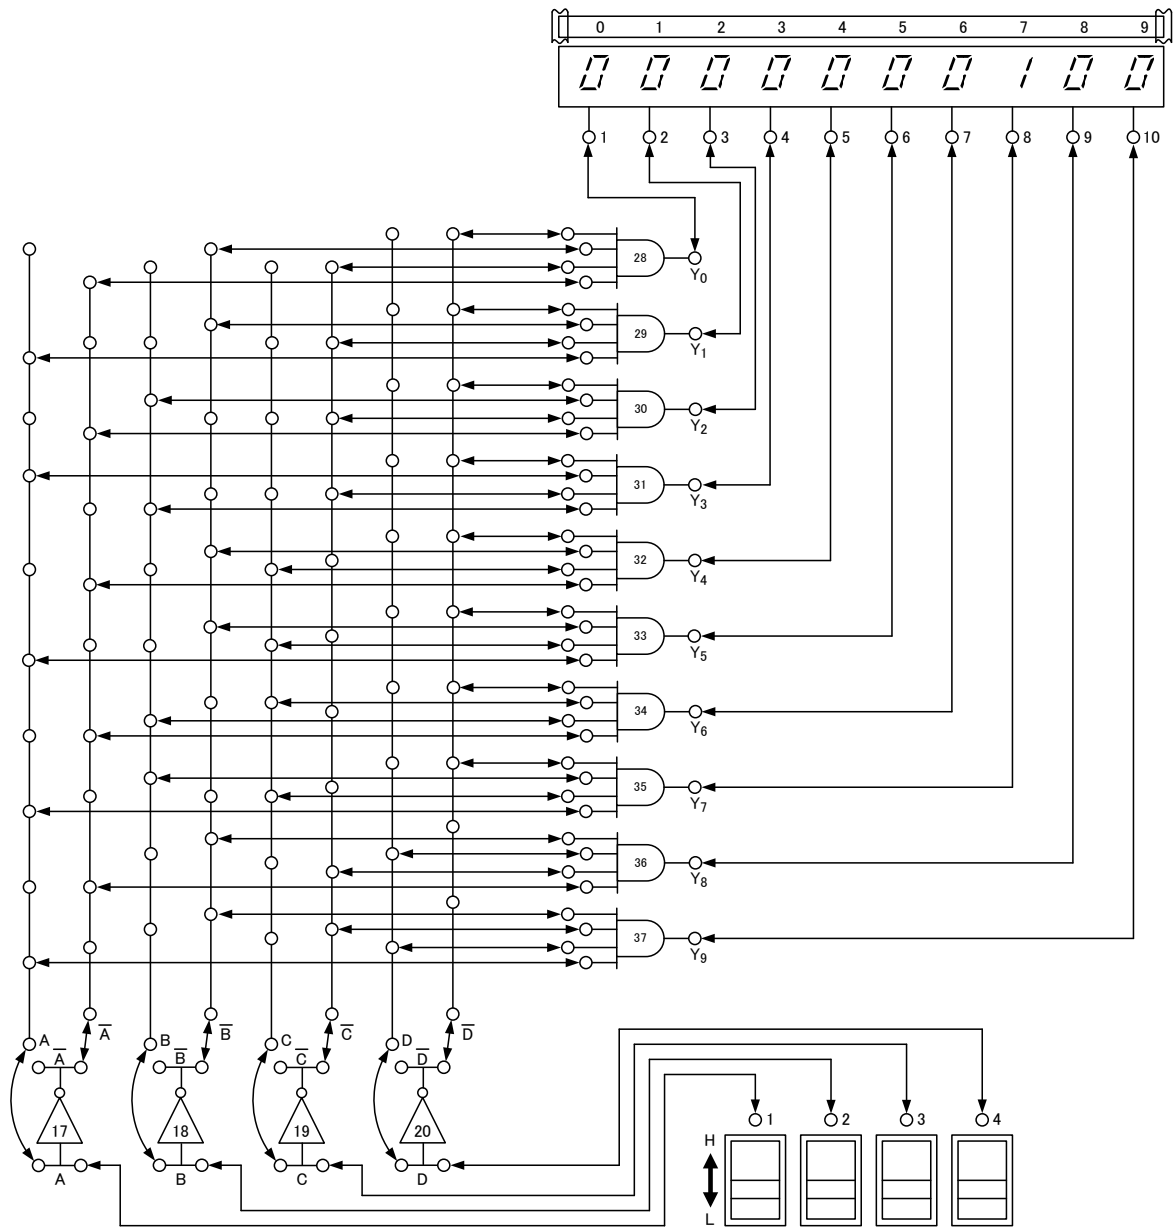 0 1 2 3 4 5 6 7 8 9
0 0 0 0 0 0 0 1 0 0
1 2 3 4 5 6 7 8 9 10
28
Y0
29
Y1
30
Y2
31
Y3
32
Y4
33
Y5
34
Y6
35
Y7
36
Y8
37
Y9
A̅ B̅ C̅ D̅
A B C D
A̅ B̅ C̅ D̅
17 18 19 20
A B C D
1 2 3 4
H
L